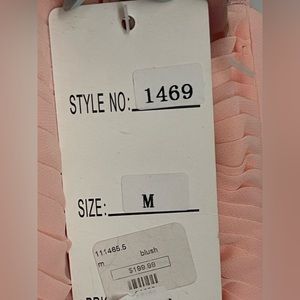 STYLE NO: 1469
SIZE: M
111465.5
m blush
$199.99